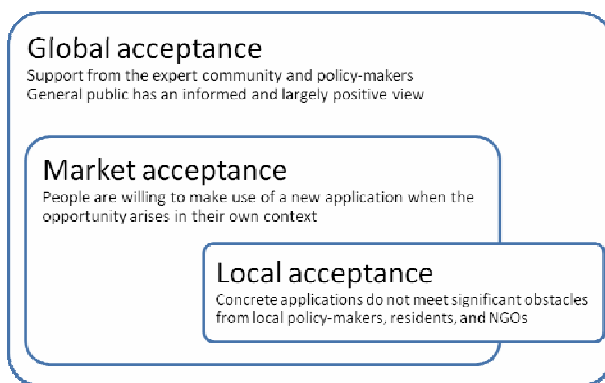 Global acceptance
Support from the expert community and policy-makers
General public has an informed and largely positive view
Market acceptance
People are willing to make use of a new application when the
opportunity arises in their own context
Local acceptance
Concrete applications do not meet significant obstacles
from local policy-makers, residents, and NGOs